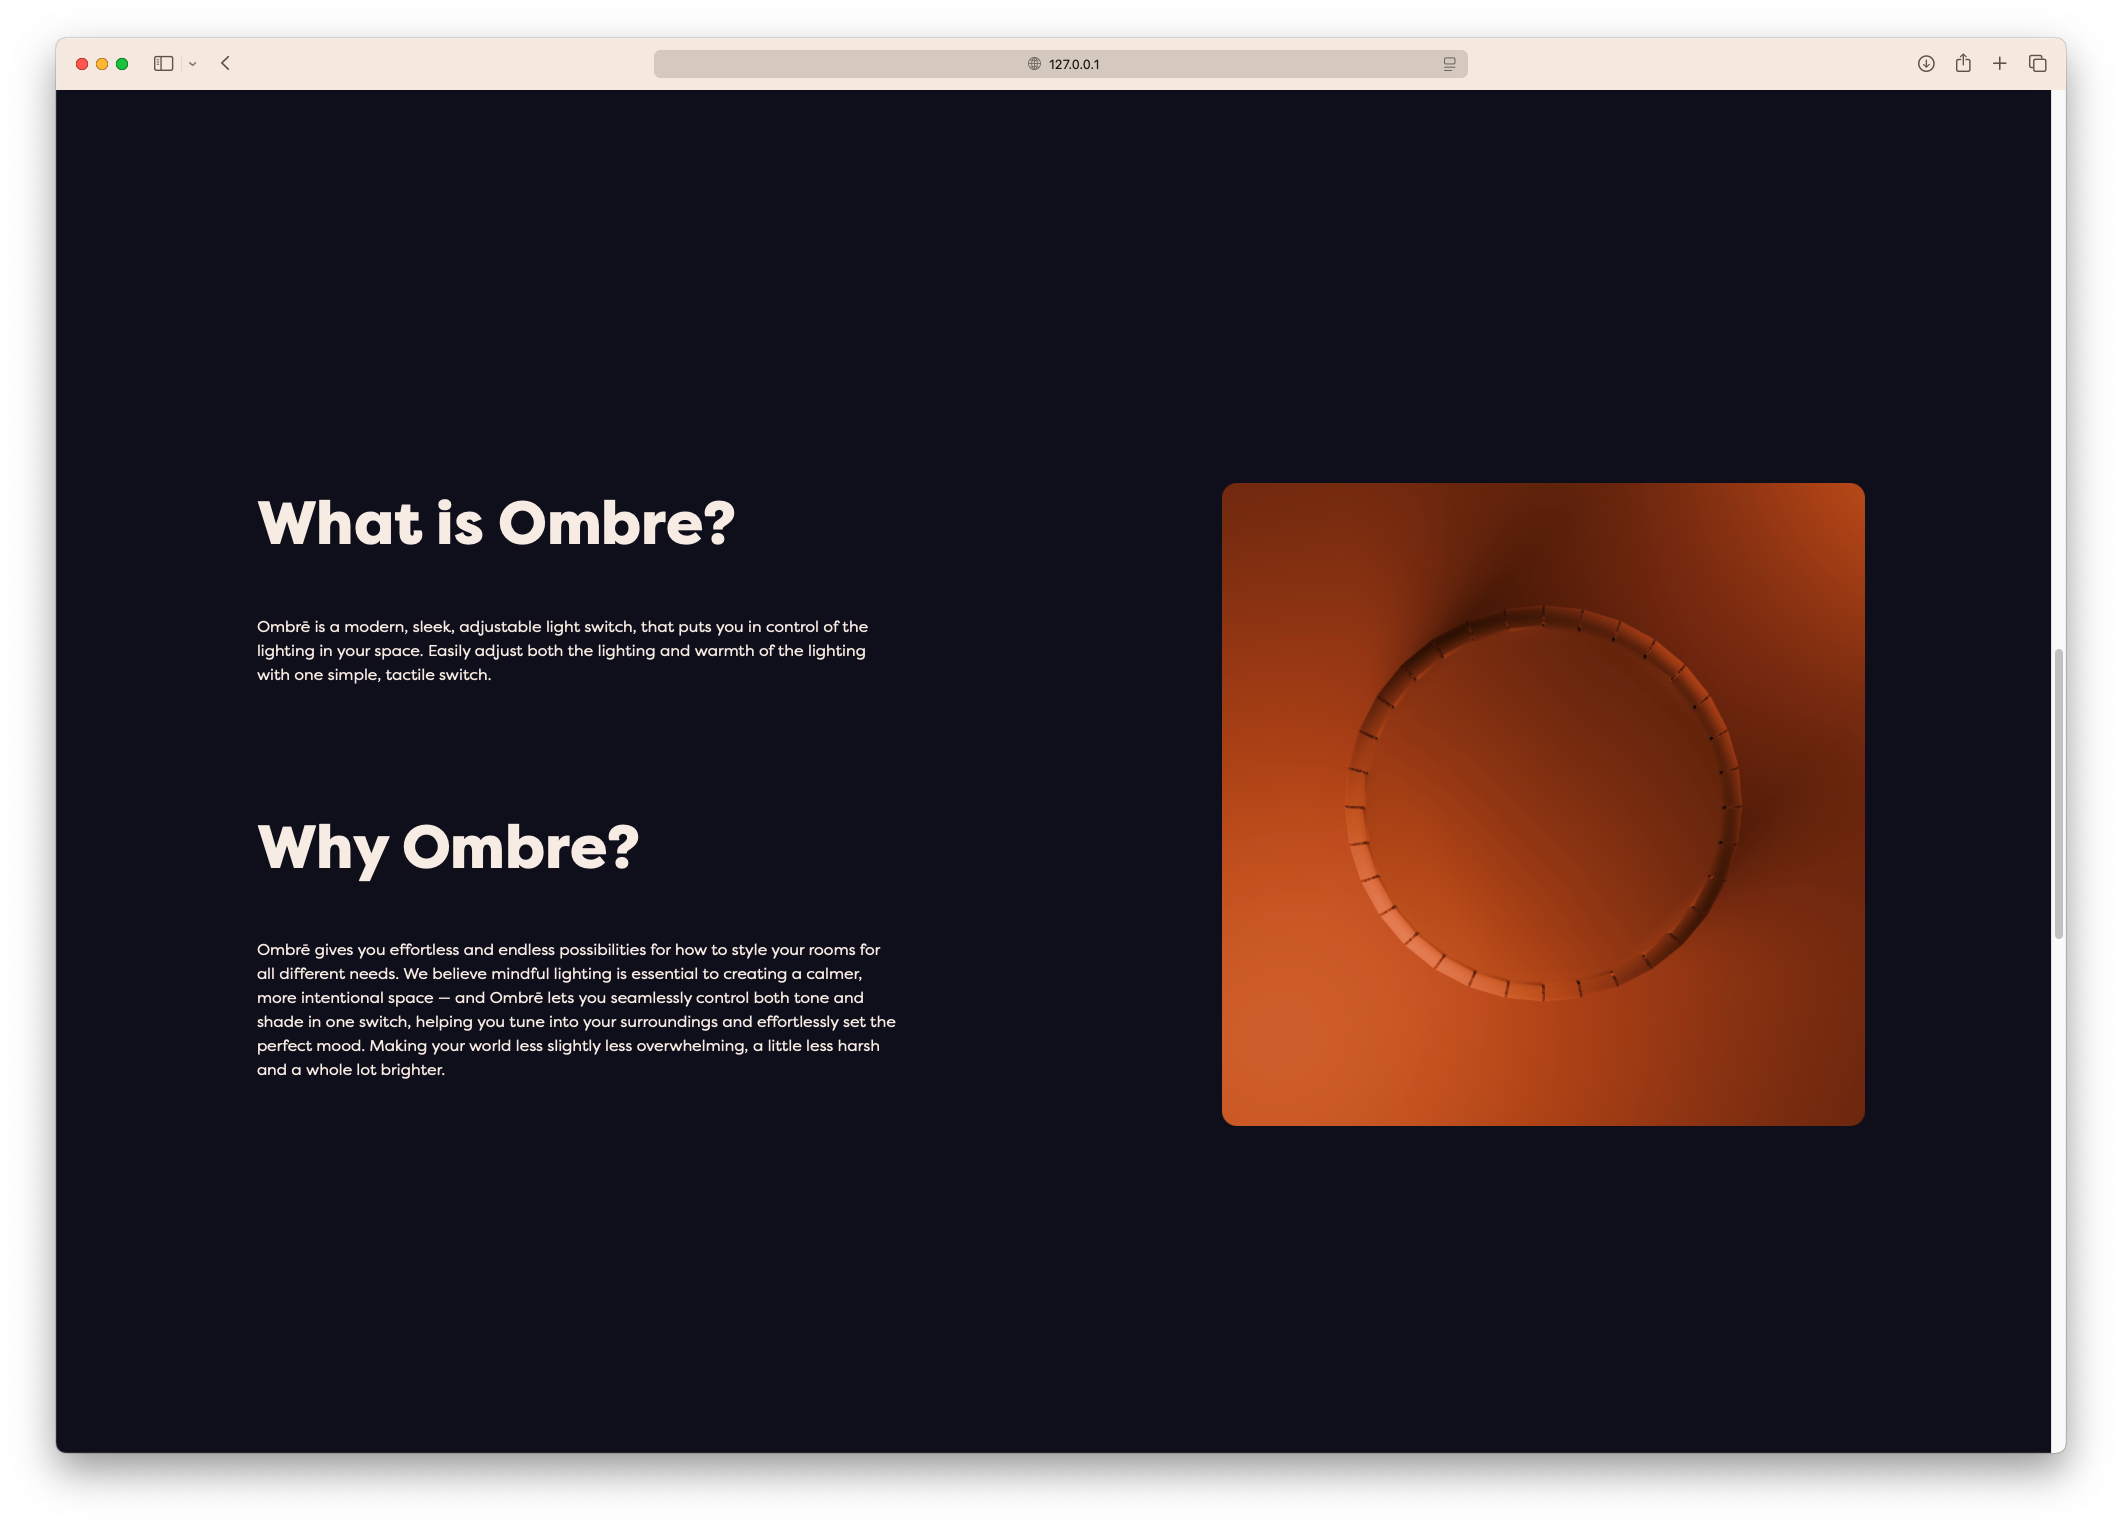 127.0.0.1
What is Ombre?
Ombrē is a modern, sleek, adjustable light switch, that puts you in control of the
lighting in your space. Easily adjust both the lighting and warmth of the lighting
with one simple, tactile switch.
Why Ombre?
Ombrē gives you effortless and endless possibilities for how to style your rooms for
all different needs. We believe mindful lighting is essential to creating a calmer,
more intentional space — and Ombrē lets you seamlessly control both tone and
shade in one switch, helping you tune into your surroundings and effortlessly set the
perfect mood. Making your world less slightly less overwhelming, a little less harsh
and a whole lot brighter.